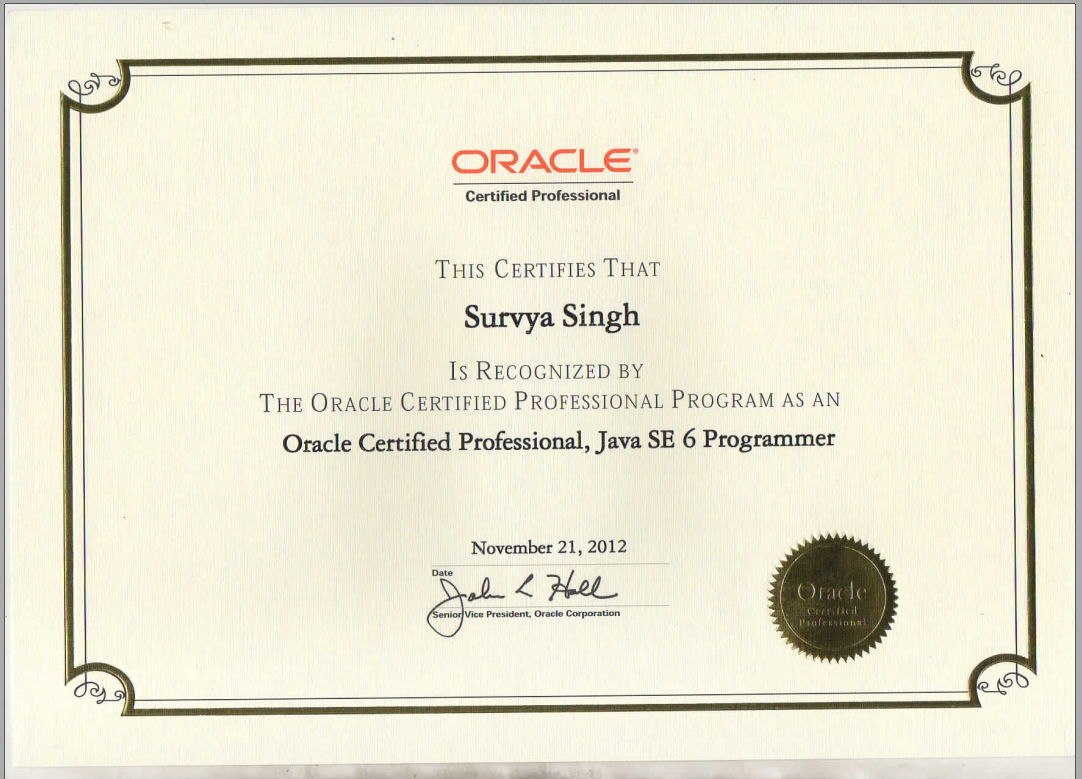 ORACLE®
Certified Professional
THIS CERTIFIES THAT
Survya Singh
IS RECOGNIZED BY
THE ORACLE CERTIFIED PROFESSIONAL PROGRAM AS AN
Oracle Certified Professional, Java SE 6 Programmer
November 21, 2012
Date
John L Hall
Senior Vice President, Oracle Corporation
Oracle
Certified
Professional